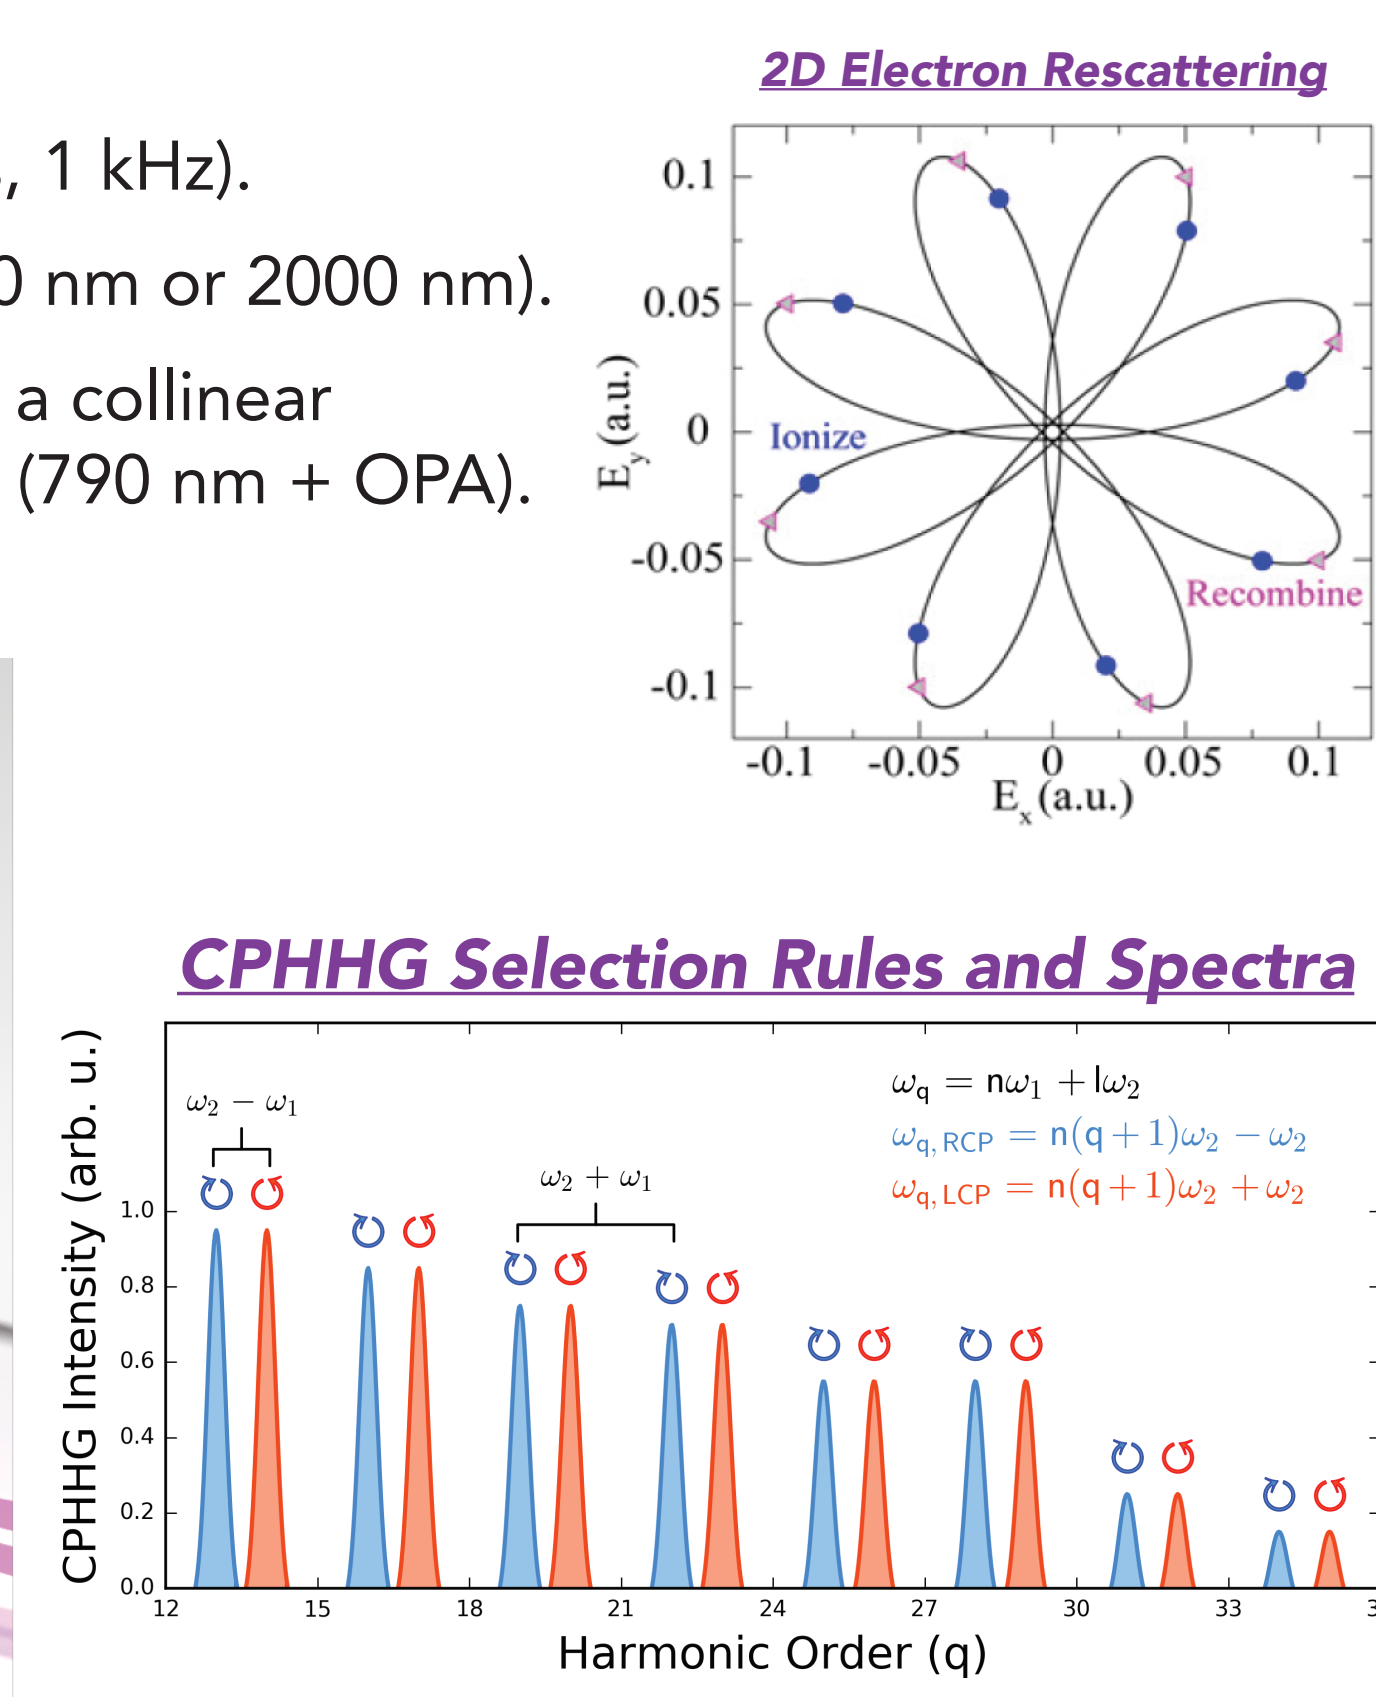 , 1 kHz).
0 nm or 2000 nm).
a collinear
(790 nm + OPA).
2D Electron Rescattering
0.1
0.05
0
-0.05
-0.1
E_y (a.u.)
Ionize
Recombine
-0.1 -0.05 0 0.05 0.1
E_x (a.u.)
CPHHG Selection Rules and Spectra
CPHHG Intensity (arb. u.)
ω₂ − ω₁
ω₂ + ω₁
ω_q = nω₁ + lω₂
ω_q, RCP = n(q + 1)ω₂ − ω₂
ω_q, LCP = n(q + 1)ω₂ + ω₂
1.0
0.8
0.6
0.4
0.2
0.0
12 15 18 21 24 27 30 33 3
Harmonic Order (q)